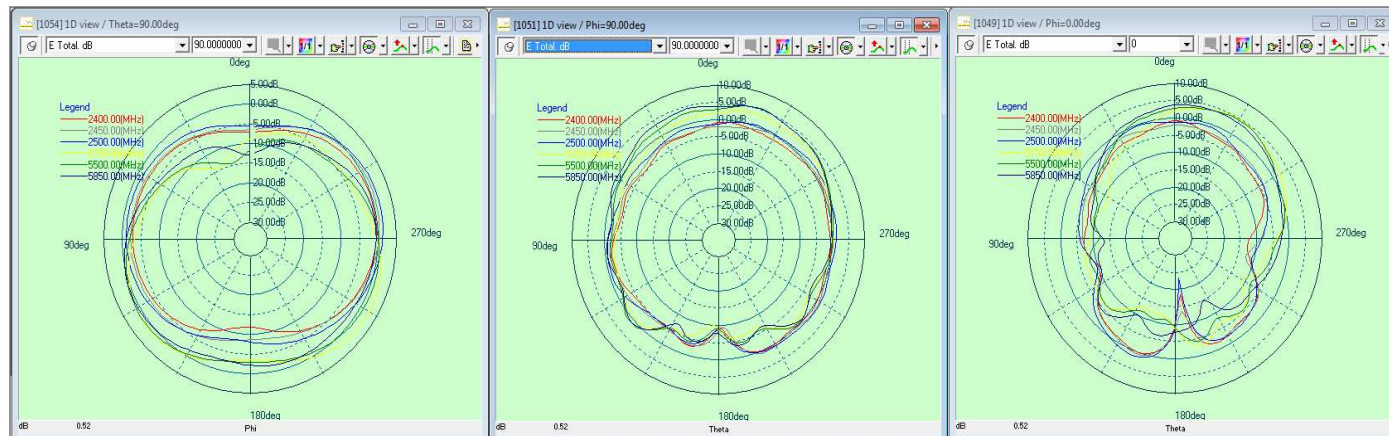 [1054] 1D view / Theta=90.00deg
E Total. dB
90.0000000
1/1
0deg
5.00dB
0.00dB
-5.00dB
10.00dB
15.00dB
20.00dB
25.00dB
30.00dB
Legend
2400.00(MHz)
2450.00(MHz)
2500.00(MHz)
5500.00(MHz)
5850.00(MHz)
90deg
270deg
180deg
dB
0.52
Phi
[1051] 1D view / Phi=90.00deg
E Total. dB
90.0000000
1/1
0deg
10.00dB
5.00dB
0.00dB
-5.00dB
10.00dB
15.00dB
20.00dB
25.00dB
30.00dB
Legend
2400.00(MHz)
2450.00(MHz)
2500.00(MHz)
5500.00(MHz)
5850.00(MHz)
90deg
270deg
180deg
dB
0.52
Theta
[1049] 1D view / Phi=0.00deg
E Total. dB
0
1/1
0deg
10.00dB
5.00dB
0.00dB
-5.00dB
10.00dB
15.00dB
20.00dB
25.00dB
30.00dB
Legend
2400.00(MHz)
2450.00(MHz)
2500.00(MHz)
5500.00(MHz)
5850.00(MHz)
90deg
270deg
180deg
dB
0.52
Theta